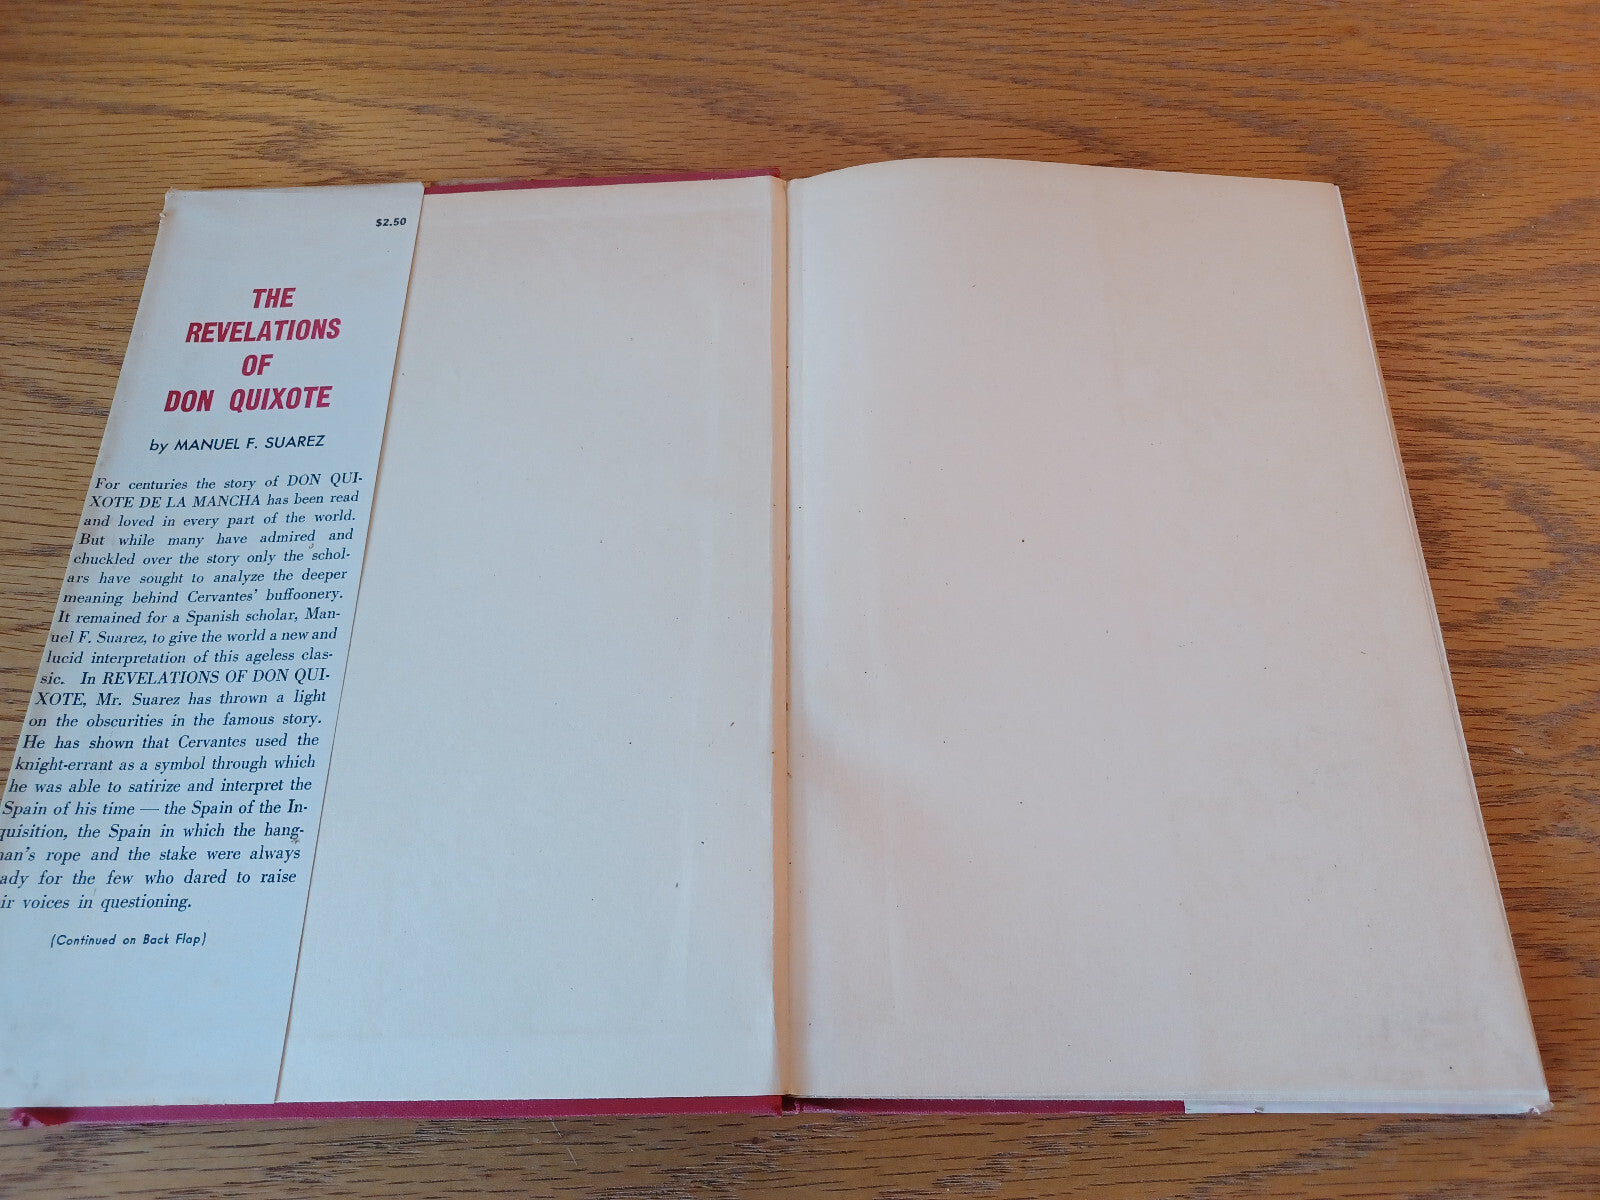 $2.50
THE
REVELATIONS
OF
DON QUIXOTE
by MANUEL F. SUAREZ
For centuries the story of DON QUI-
XOTE DE LA MANCHA has been read
and loved in every part of the world.
But while many have admired and
chuckled over the story only the schol-
ars have sought to analyze the deeper
meaning behind Cervantes' buffoonery.
It remained for a Spanish scholar, Man-
uel F. Suarez, to give the world a new and
lucid interpretation of this ageless clas-
sic. In REVELATIONS OF DON QUI-
XOTE, Mr. Suarez has thrown a light
on the obscurities in the famous story.
He has shown that Cervantes used the
knight-errant as a symbol through which
he was able to satirize and interpret the
Spain of his time — the Spain of the In-
quisition, the Spain in which the hang-
man's rope and the stake were always
ady for the few who dared to raise
ir voices in questioning.
(Continued on Back Flap)